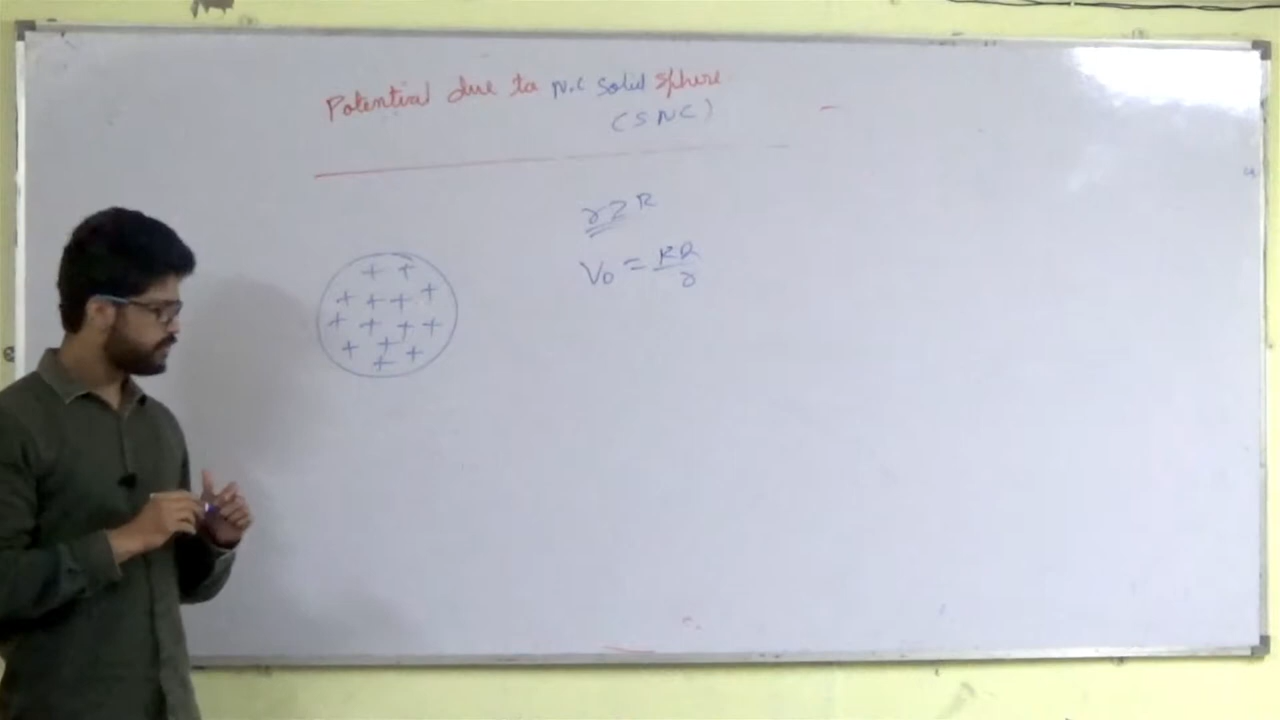 Potential due to N.C solid sphere
(SNC)
r ≥ R
V₀ = KQ/r
+ +
+ + + +
+ + + +
+ + +
+